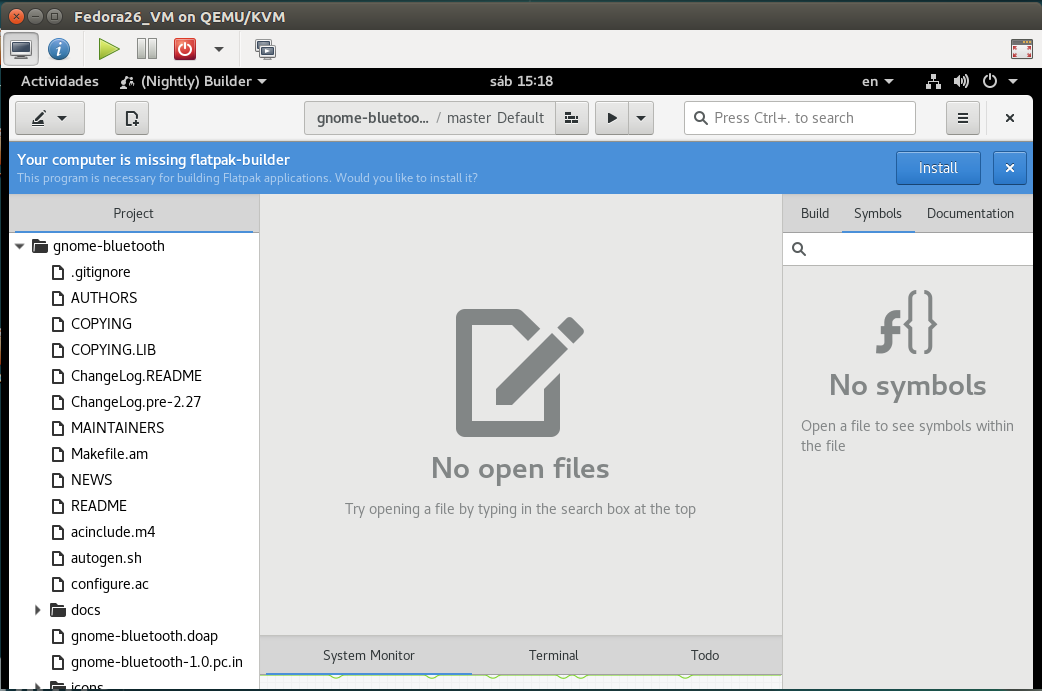 Fedora26_VM on QEMU/KVM
Actividades (Nightly) Builder sáb 15:18 en
gnome-bluetoo... / master Default Press Ctrl+. to search
Your computer is missing flatpak-builder
This program is necessary for building Flatpak applications. Would you like to install it?
Install
Project
Build Symbols Documentation
gnome-bluetooth
.gitignore
AUTHORS
COPYING
COPYING.LIB
ChangeLog.README
ChangeLog.pre-2.27
MAINTAINERS
Makefile.am
NEWS
README
acinclude.m4
autogen.sh
configure.ac
docs
gnome-bluetooth.doap
gnome-bluetooth-1.0.pc.in
icons
No open files
Try opening a file by typing in the search box at the top
System Monitor Terminal Todo
f{}
No symbols
Open a file to see symbols within
the file